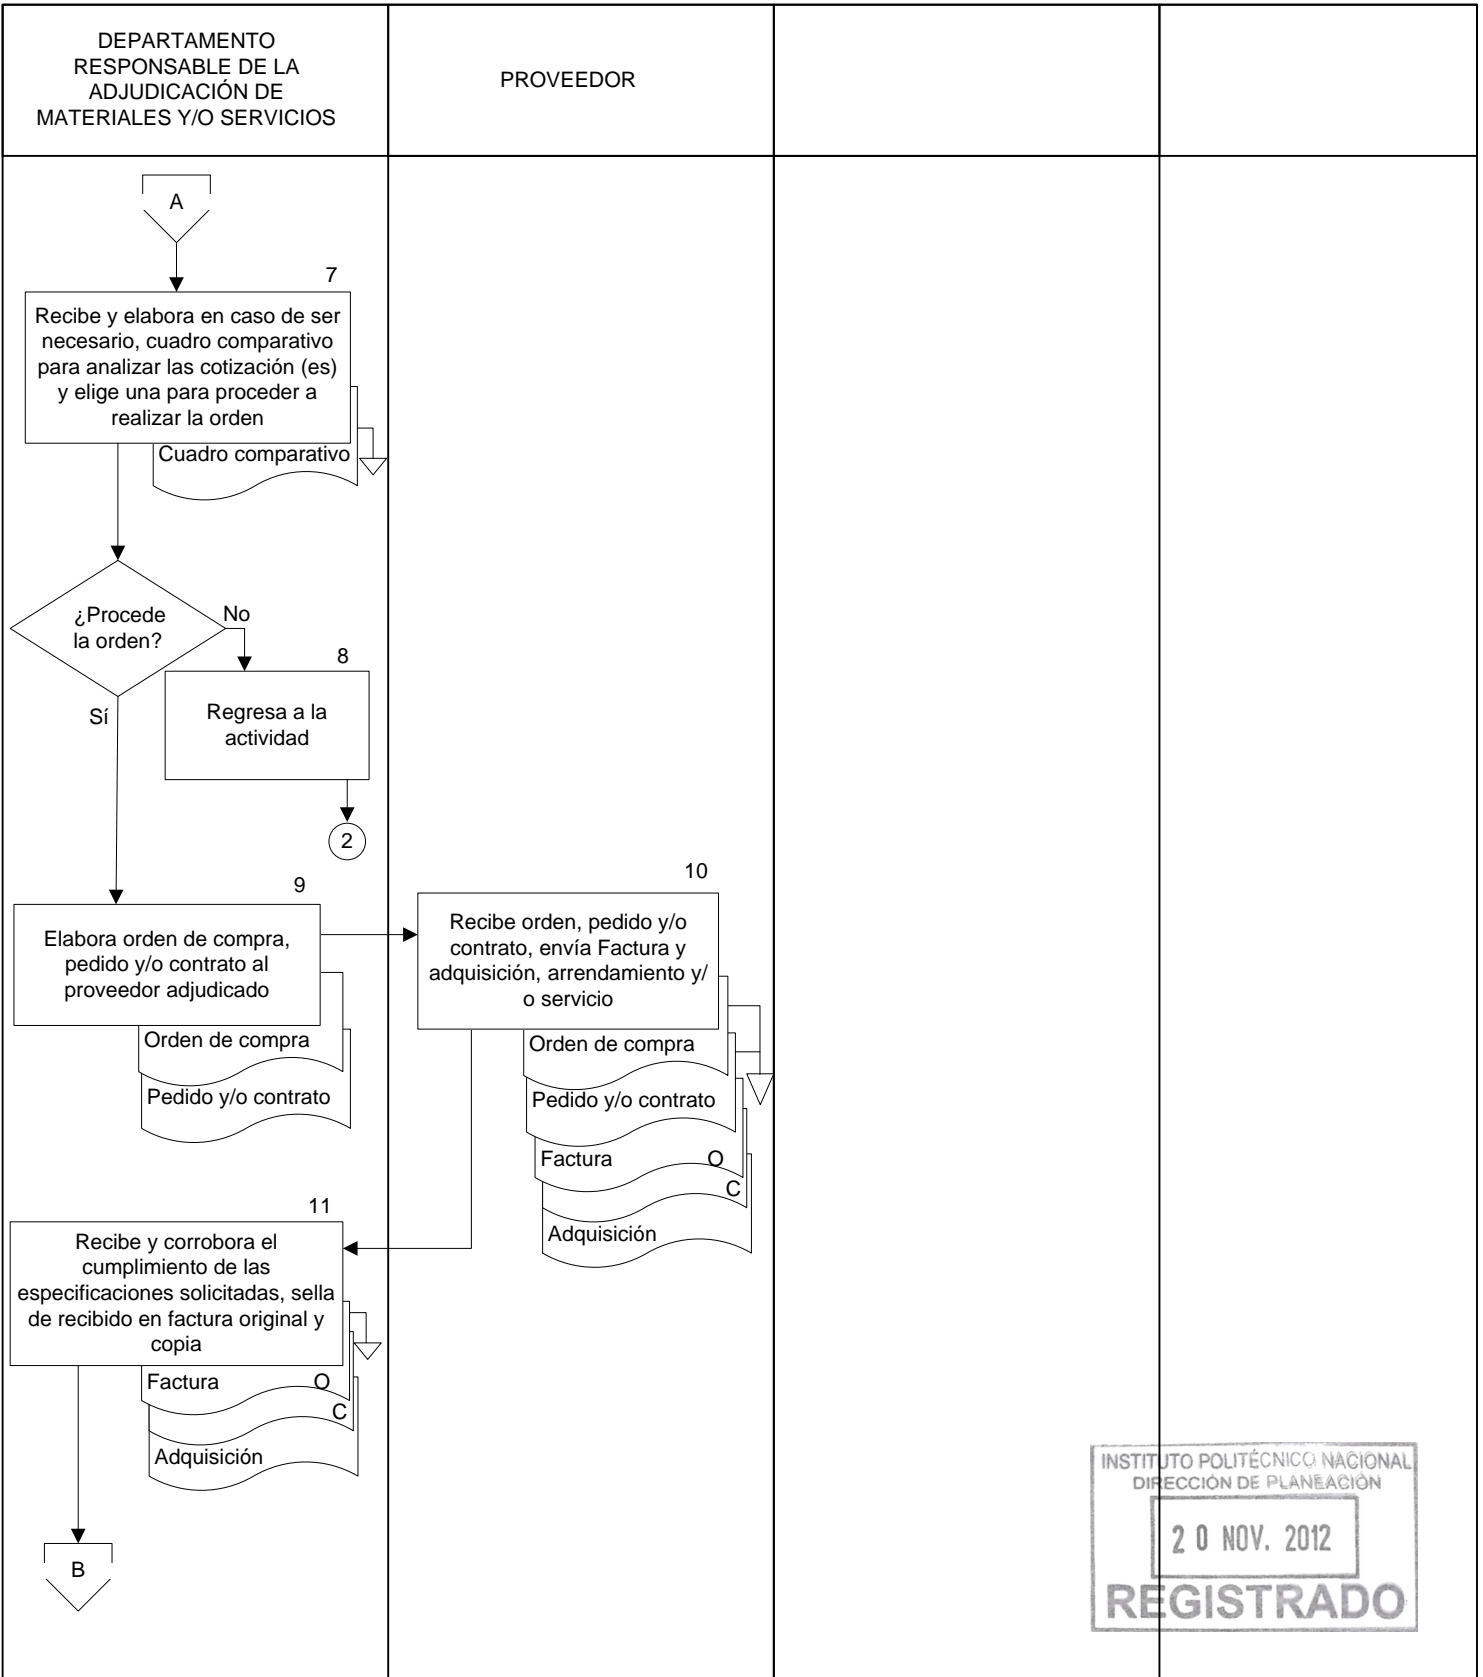 DEPARTAMENTO
RESPONSABLE DE LA
ADJUDICACIÓN DE
MATERIALES Y/O SERVICIOS
PROVEEDOR
A
7
Recibe y elabora en caso de ser
necesario, cuadro comparativo
para analizar las cotización (es)
y elige una para proceder a
realizar la orden
Cuadro comparativo
¿Procede
la orden?
No
Sí
8
Regresa a la
actividad
2
9
Elabora orden de compra,
pedido y/o contrato al
proveedor adjudicado
Orden de compra
Pedido y/o contrato
10
Recibe orden, pedido y/o
contrato, envía Factura y
adquisición, arrendamiento y/
o servicio
Orden de compra
Pedido y/o contrato
Factura O
C
Adquisición
11
Recibe y corrobora el
cumplimiento de las
especificaciones solicitadas, sella
de recibido en factura original y
copia
Factura O
C
Adquisición
B
INSTITUTO POLITÉCNICO NACIONAL
DIRECCIÓN DE PLANEACIÓN
20 NOV. 2012
REGISTRADO